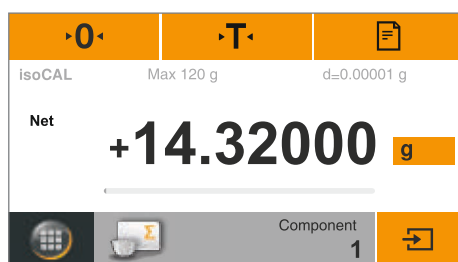 0 T
isoCAL Max 120 g d=0.00001 g
Net
+14.32000 g
Σ
Component
1